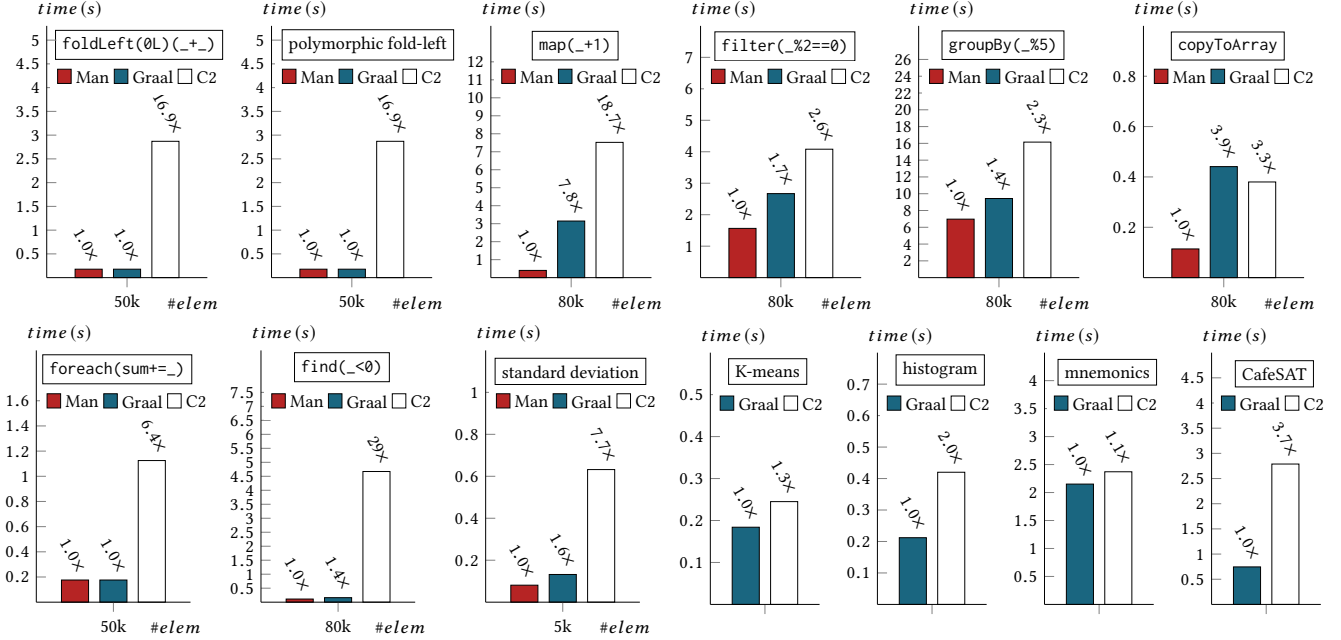 time(s)
foldLeft(0L)(_+_)
Man Graal C2
5
4.5
4
3.5
3
2.5
2
1.5
1
0.5
1.0×
1.0×
16.9×
50k
#elem
time(s)
polymorphic fold-left
Man Graal C2
5
4.5
4
3.5
3
2.5
2
1.5
1
0.5
1.0×
1.0×
16.9×
50k
#elem
time(s)
map(_+1)
Man Graal C2
12
11
10
9
8
7
6
5
4
3
2
1
1.0×
7.8×
18.7×
80k
#elem
time(s)
filter(_%2==0)
Man Graal C2
7
6
5
4
3
2
1
1.0×
1.7×
2.6×
80k
#elem
time(s)
groupBy(_%5)
Man Graal C2
26
24
22
20
18
16
14
12
10
8
6
4
2
1.0×
1.4×
2.3×
80k
#elem
time(s)
copyToArray
Man Graal C2
0.8
0.6
0.4
0.2
1.0×
3.9×
3.3×
80k
#elem
time(s)
foreach(sum+=_)
Man Graal C2
1.6
1.4
1.2
1
0.8
0.6
0.4
0.2
1.0×
1.0×
6.4×
50k
#elem
time(s)
find(_<0)
Man Graal C2
7.5
7
6.5
6
5.5
5
4.5
4
3.5
3
2.5
2
1.5
1
0.5
1.0×
1.4×
29×
80k
#elem
time(s)
standard deviation
Man Graal C2
1
0.8
0.6
0.4
0.2
1.0×
1.6×
7.7×
5k
#elem
time(s)
K-means
Graal C2
0.5
0.4
0.3
0.2
0.1
1.0×
1.3×
time(s)
histogram
Graal C2
0.7
0.6
0.5
0.4
0.3
0.2
0.1
1.0×
2.0×
time(s)
mnemonics
Graal C2
4
3.5
3
2.5
2
1.5
1
0.5
1.0×
1.1×
time(s)
CafeSAT
Graal C2
4.5
4
3.5
3
2.5
2
1.5
1
0.5
1.0×
3.7×